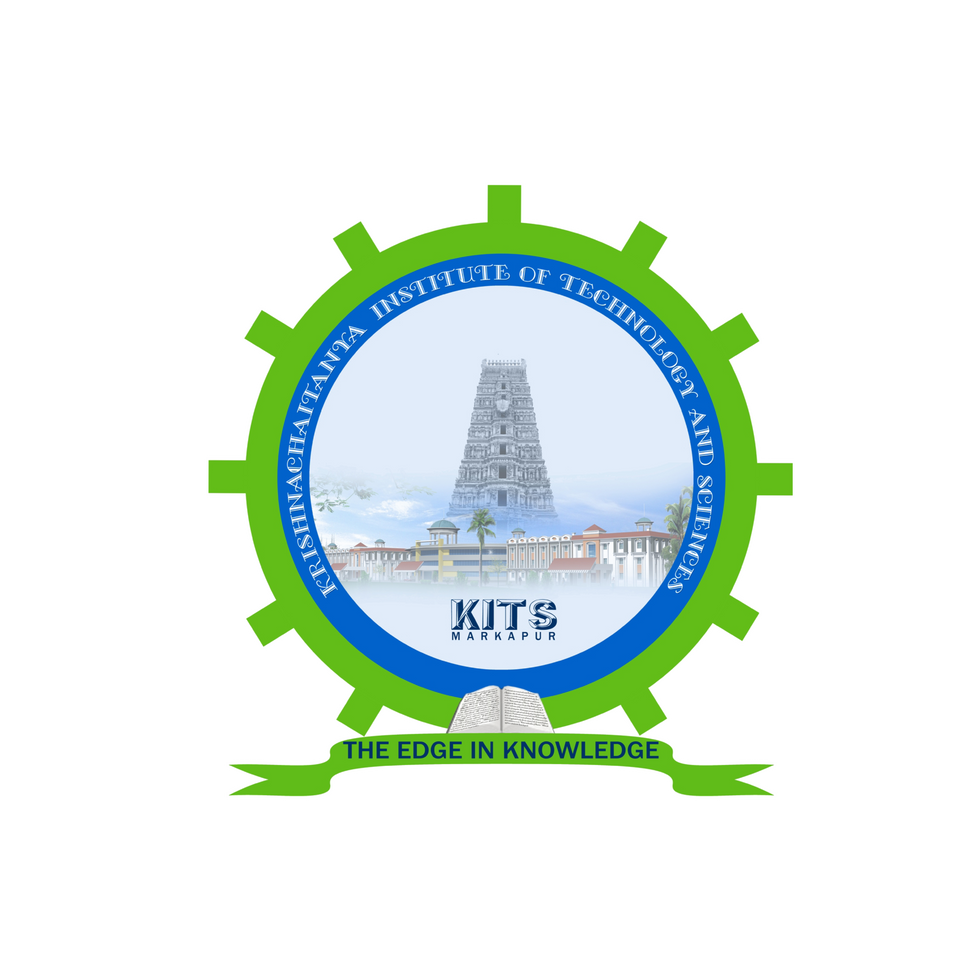 KRISHNACHAITANYA INSTITUTE OF TECHNOLOGY AND SCIENCES
KITS
MARKAPUR
THE EDGE IN KNOWLEDGE